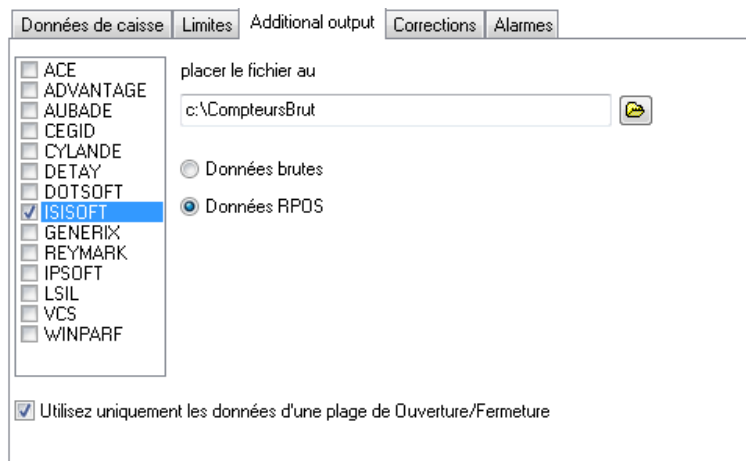 Données de caisse Limites Additional output Corrections Alarmes
ACE
ADVANTAGE
AUBADE
CEGID
CYLANDE
DETAY
DOTSOFT
ISISOFT
GENERIX
REYMARK
IPSOFT
LSIL
VCS
WINPARF
placer le fichier au
c:\CompteursBrut
Données brutes
Données RPOS
Utilisez uniquement les données d'une plage de Ouverture/Fermeture